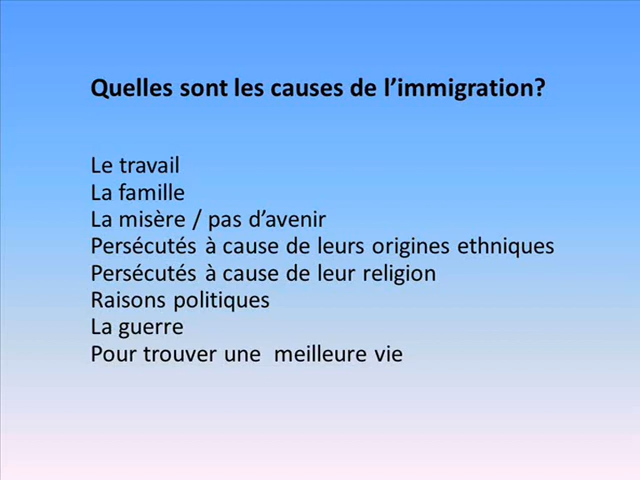 Quelles sont les causes de l’immigration?
Le travail
La famille
La misère / pas d’avenir
Persécutés à cause de leurs origines ethniques
Persécutés à cause de leur religion
Raisons politiques
La guerre
Pour trouver une  meilleure vie